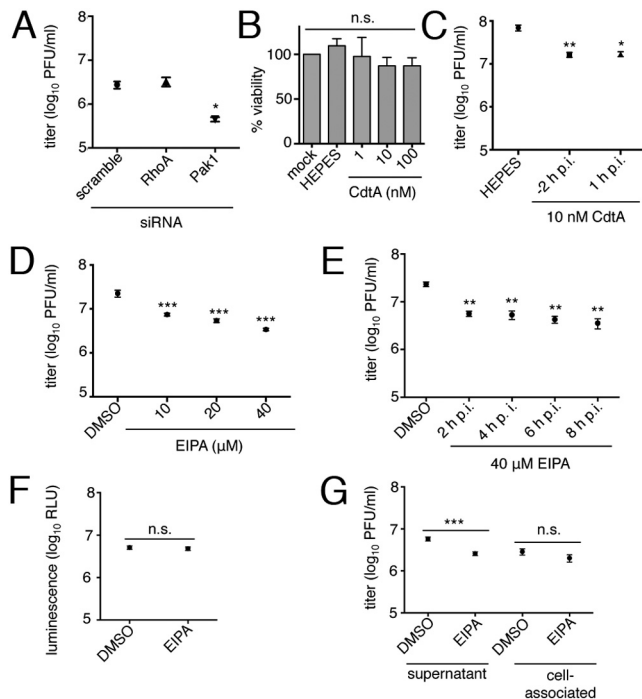 A
titer (log10 PFU/ml)
8
7
6
5
*
scramble
RhoA
Pak1
siRNA
B
% viability
100
50
0
n.s.
mock
HEPES
1
10
100
CdtA (nM)
C
titer (log10 PFU/ml)
8
7
6
5
**
*
HEPES
-2 h p.i.
1 h p.i.
10 nM CdtA
D
titer (log10 PFU/ml)
8
7
6
5
***
***
***
DMSO
10
20
40
EIPA (µM)
E
titer (log10 PFU/ml)
8
7
6
5
**
**
**
**
DMSO
2 h p.i.
4 h p. i.
6 h p.i.
8 h p.i.
40 µM EIPA
F
luminescence (log10 RLU)
8
7
6
5
n.s.
DMSO
EIPA
G
titer (log10 PFU/ml)
8
7
6
5
***
n.s.
DMSO
EIPA
DMSO
EIPA
supernatant
cell-
associated